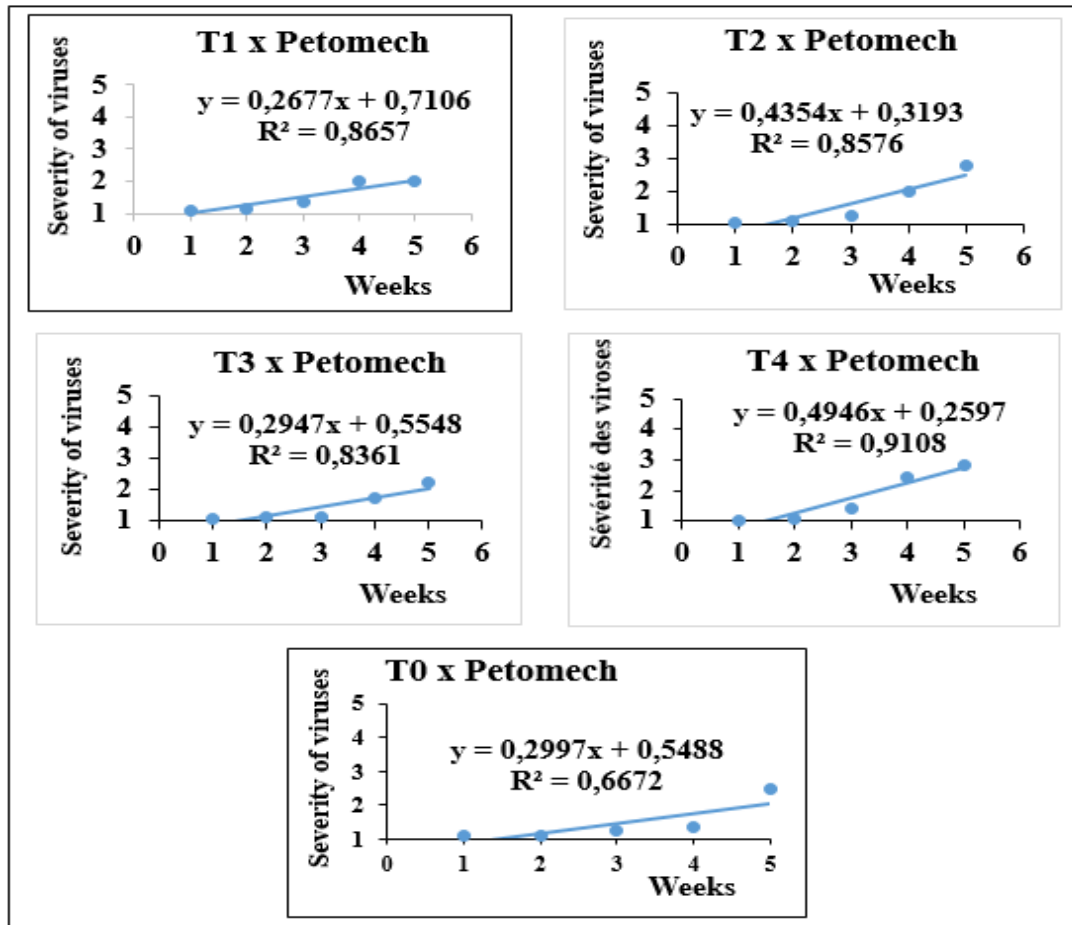 T1 x Petomech
Severity of viruses
y = 0,2677x + 0,7106
R² = 0,8657
5
4
3
2
1
0 1 2 3 4 5 6
Weeks
T2 x Petomech
Severity of viruses
y = 0,4354x + 0,3193
R² = 0,8576
5
4
3
2
1
0 1 2 3 4 5 6
Weeks
T3 x Petomech
Severity of viruses
y = 0,2947x + 0,5548
R² = 0,8361
5
4
3
2
1
0 1 2 3 4 5 6
Weeks
T4 x Petomech
Sévérité des viroses
y = 0,4946x + 0,2597
R² = 0,9108
5
4
3
2
1
0 1 2 3 4 5 6
Weeks
T0 x Petomech
Severity of viruses
y = 0,2997x + 0,5488
R² = 0,6672
5
4
3
2
1
0 1 2 3 4 5
Weeks